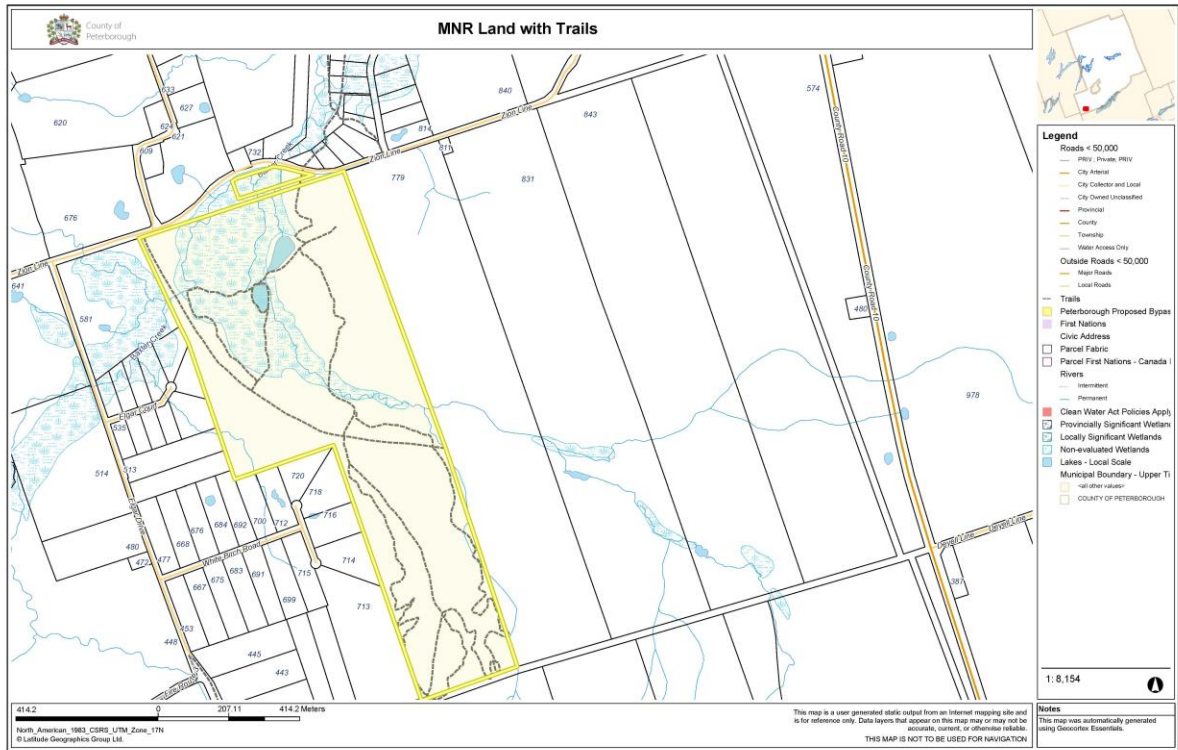 County of
Peterborough
MNR Land with Trails
633
627
620
624
621
609
732
840
843
574
814
811
779
831
Zion Line
Zion Line
Zion Line
676
641
581
County Road 10
County Road 10
480
978
Elgar Court
535
514
513
Elgar Drive
720
718
716
676
684
692
700
712
668
480
472
477
White Birch Road
714
715
713
667
675
683
691
699
453
448
445
443
387
Legend
Roads < 50,000
PRIV ; Private; PRIV
City Arterial
City Collector and Local
City Owned Unclassified
Provincial
County
Township
Water Access Only
Outside Roads < 50,000
Major Roads
Local Roads
Trails
Peterborough Proposed Bypas
First Nations
Civic Address
Parcel Fabric
Parcel First Nations - Canada
Rivers
Intermittent
Permanent
Clean Water Act Policies Apply
Provincially Significant Wetland
Locally Significant Wetlands
Non-evaluated Wetlands
Lakes - Local Scale
Municipal Boundary - Upper Ti
<all other values>
COUNTY OF PETERBOROUGH
1: 8,154
414.2 0 207.11 414.2 Meters
North_American_1983_CSRS_UTM_Zone_17N
© Latitude Geographics Group Ltd.
This map is a user generated static output from an Internet mapping site and
is for reference only. Data layers that appear on this map may or may not be
accurate, current, or otherwise reliable.
THIS MAP IS NOT TO BE USED FOR NAVIGATION
Notes
This map was automatically generated
using Geocortex Essentials.